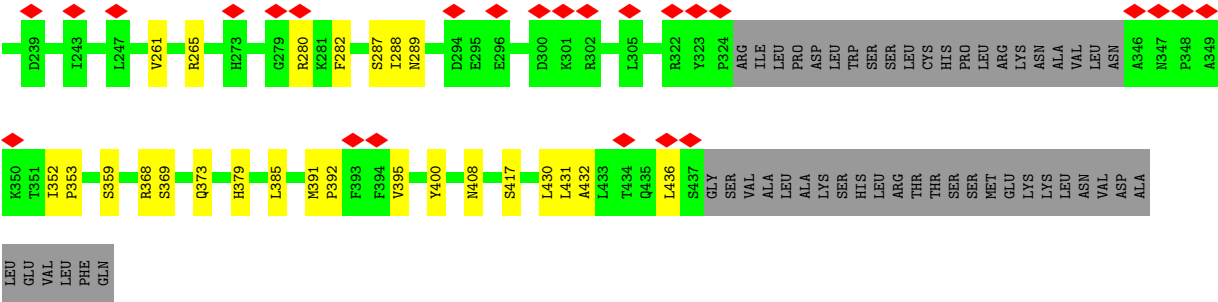 D239 I243 L247 V261 R265 H273 G279 R280 K281 F282 S287 I288 N289 D294 E295 E296 D300 K301 R302 L305 R322 Y323 P324 ARG ILE LEU PRO ASP LEU TRP SER SER LEU CYS HIS PRO LEU ARG LYS ASN ALA VAL LEU ASN A346 N347 P348 A349
K350 T351 I352 P353 S359 R368 S369 Q373 H379 L385 M391 P392 F393 F394 V395 Y400 N408 S417 L430 L431 A432 L433 T434 Q435 L436 S437 GLY SER VAL ALA LEU ALA LYS SER HIS LEU ARG THR THR SER SER MET GLU LYS LYS LEU ASN VAL ASP ALA
LEU GLU VAL LEU PHE GLN